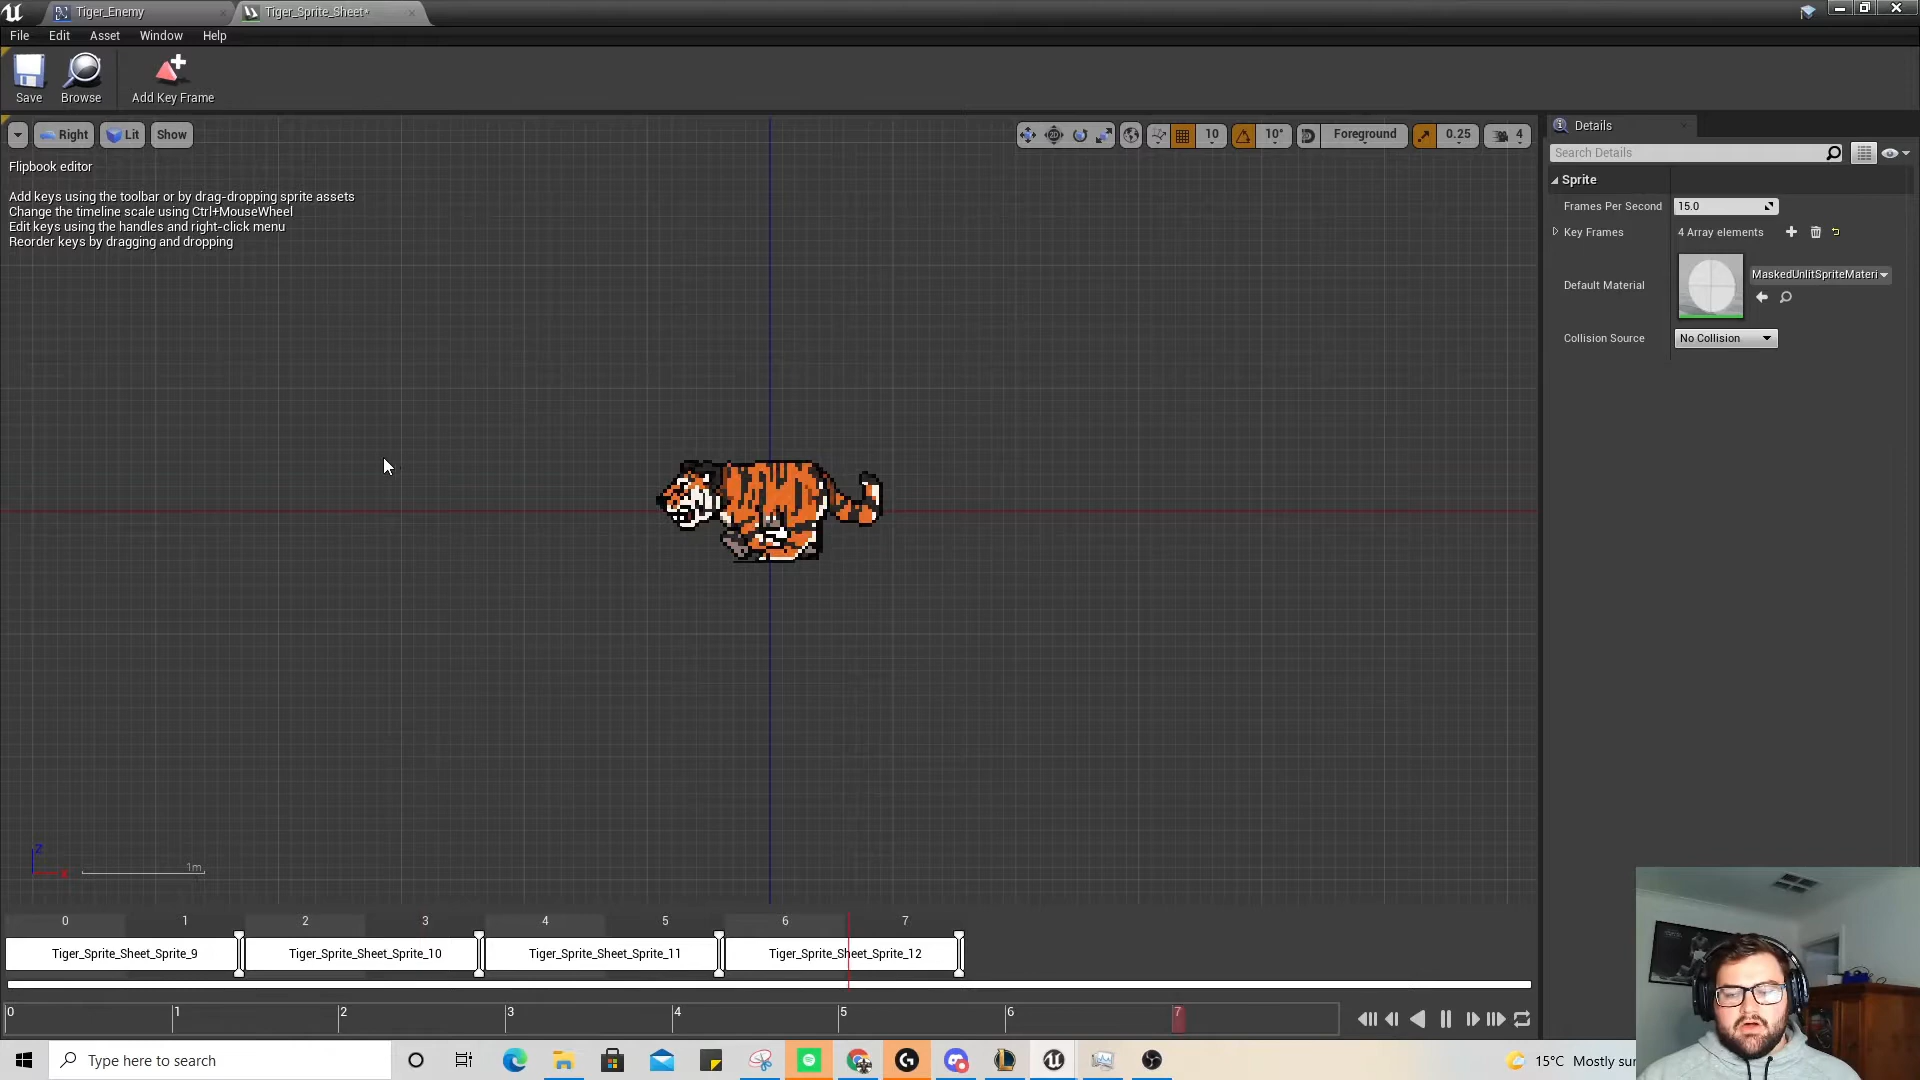 Tiger_Enemy
Tiger_Sprite_Sheet*
File Edit Asset Window Help
Save
Browse
Add Key Frame
Right
Lit
Show
10
10°
Foreground
0.25
4
Flipbook editor
Add keys using the toolbar or by drag-dropping sprite assets
Change the timeline scale using Ctrl+MouseWheel
Edit keys using the handles and right-click menu
Reorder keys by dragging and dropping
Details
Search Details
Sprite
Frames Per Second 15.0
Key Frames 4 Array elements
Default Material MaskedUnlitSpriteMateri
Collision Source No Collision
Z
X
1m
0 1 2 3 4 5 6 7
Tiger_Sprite_Sheet_Sprite_9
Tiger_Sprite_Sheet_Sprite_10
Tiger_Sprite_Sheet_Sprite_11
Tiger_Sprite_Sheet_Sprite_12
0 1 2 3 4 5 6 7
Type here to search
15°C Mostly su